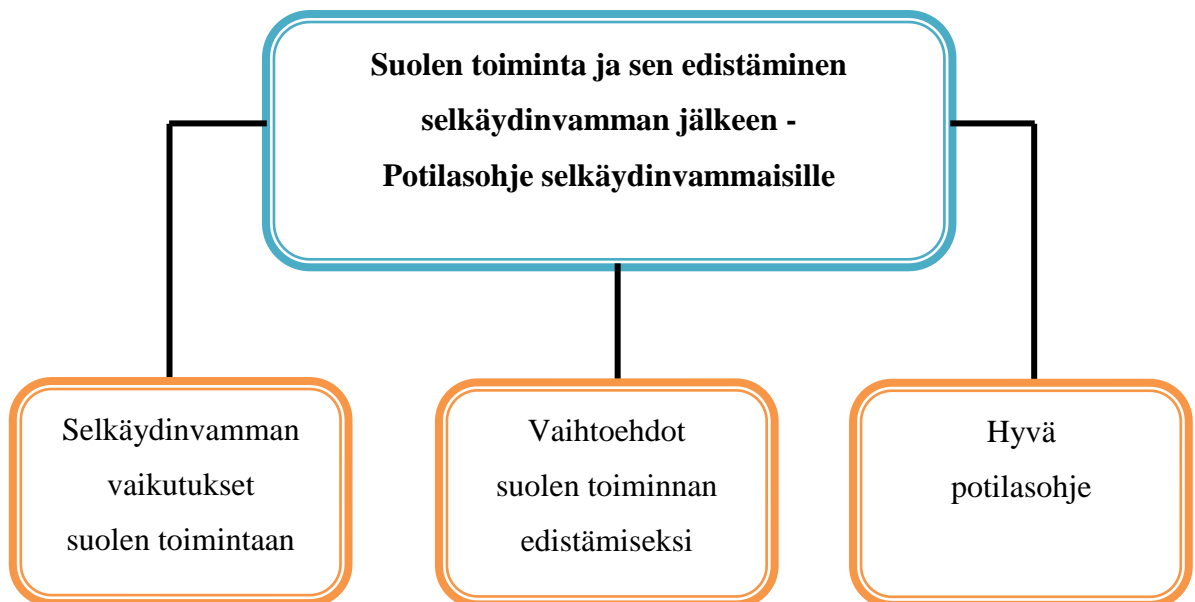 Suolen toiminta ja sen edistäminen
selkäydinvamman jälkeen -
Potilasohje selkäydinvammaisille
Selkäydinvamman
vaikutukset
suolen toimintaan
Vaihtoehdot
suolen toiminnan
edistämiseksi
Hyvä
potilasohje